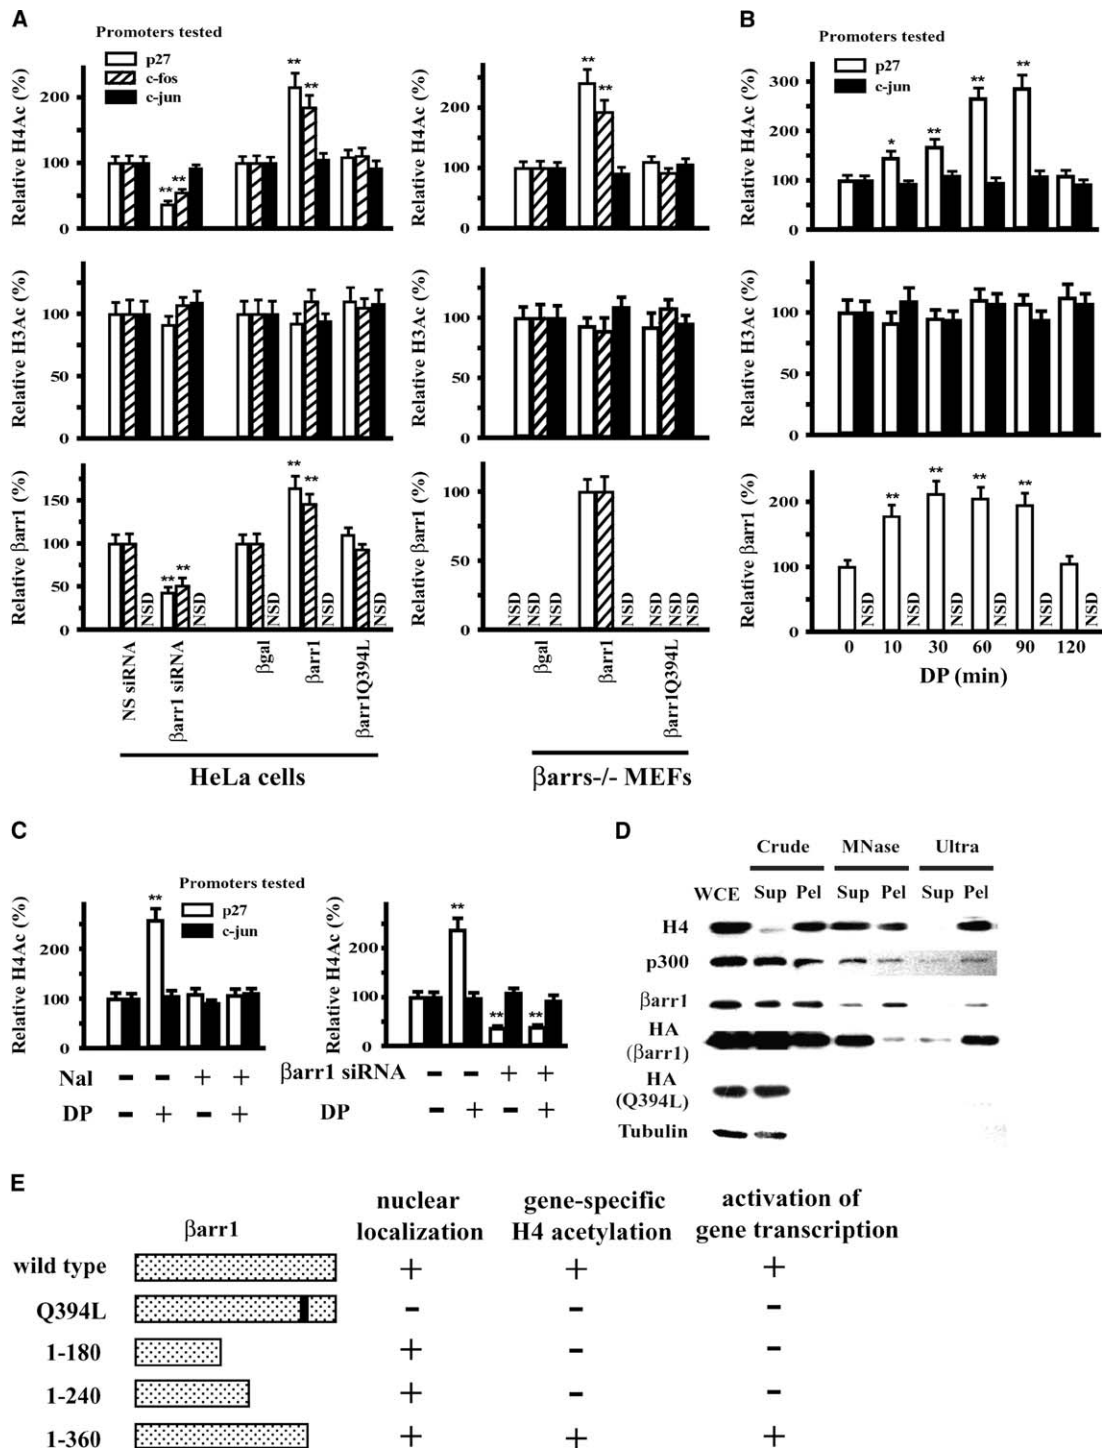 A
Promoters tested
p27
c-fos
c-jun
Relative H4Ac (%)
200
100
0
** ** ** **
Relative H4Ac (%)
200
100
0
** **
Relative H3Ac (%)
100
50
0
Relative H3Ac (%)
100
50
0
Relative βarr1 (%)
150
100
50
0
** ** ** **
NSD NSD NSD NSD NSD
Relative βarr1 (%)
100
50
0
NSD NSD NSD NSD NSD NSD NSD
NS siRNA
βarr1 siRNA
βgal
βarr1
βarr1Q394L
HeLa cells
βgal
βarr1
βarr1Q394L
βarrs-/- MEFs
B
Promoters tested
p27
c-jun
Relative H4Ac (%)
300
200
100
0
* ** ** **
Relative H3Ac (%)
100
50
0
Relative βarr1 (%)
200
100
0
** ** ** **
NSD NSD NSD NSD NSD NSD
0 10 30 60 90 120
DP (min)
C
Promoters tested
p27
c-jun
Relative H4Ac (%)
200
100
0
**
Nal - - + +
DP - + - +
Relative H4Ac (%)
200
100
0
** ** **
βarr1 siRNA - - + +
DP - + - +
D
Crude MNase Ultra
WCE Sup Pel Sup Pel Sup Pel
H4
p300
βarr1
HA
(βarr1)
HA
(Q394L)
Tubulin
E
βarr1
nuclear
localization
gene-specific
H4 acetylation
activation of
gene transcription
wild type + + +
Q394L - - -
1-180 + - -
1-240 + - -
1-360 + + +